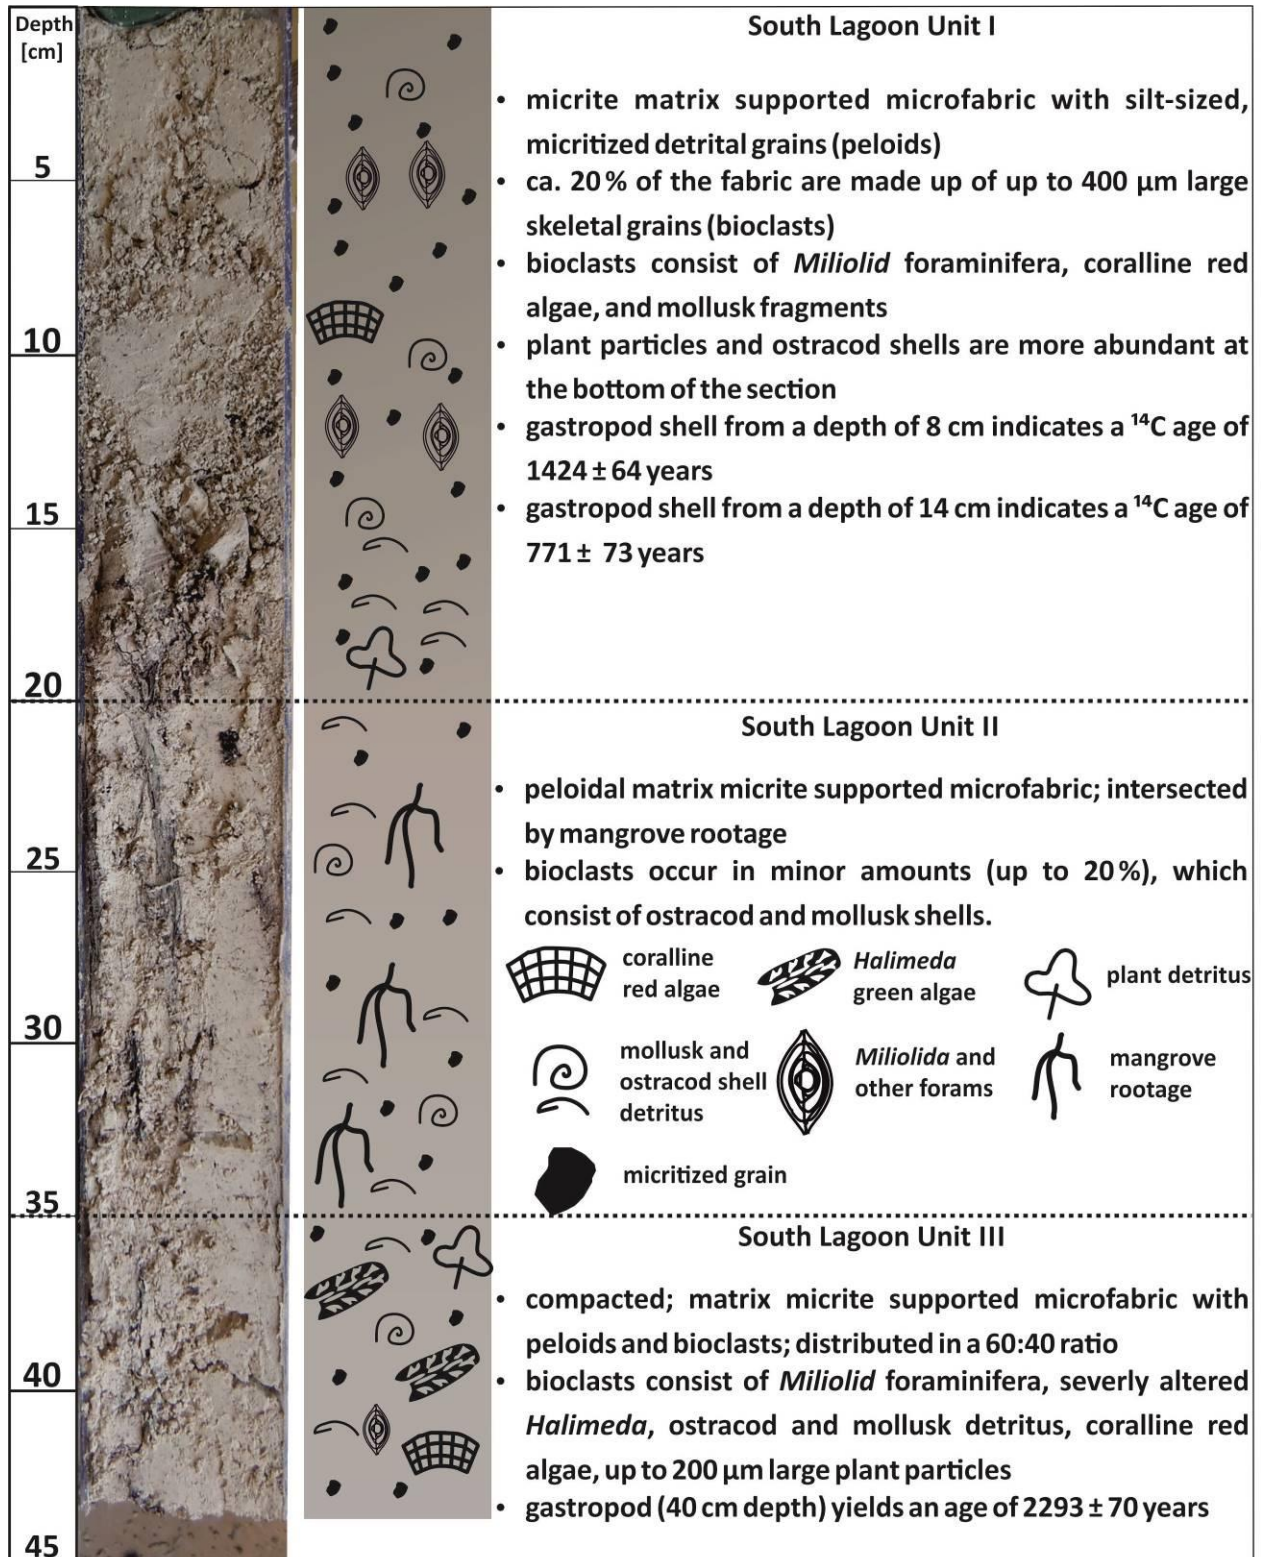 Depth
[cm]
5
10
15
20
25
30
35
40
45
South Lagoon Unit I
• micrite matrix supported microfabric with silt-sized,
micritized detrital grains (peloids)
• ca. 20% of the fabric are made up of up to 400 µm large
skeletal grains (bioclasts)
• bioclasts consist of Miliolid foraminifera, coralline red
algae, and mollusk fragments
• plant particles and ostracod shells are more abundant at
the bottom of the section
• gastropod shell from a depth of 8 cm indicates a ¹⁴C age of
1424 ± 64 years
• gastropod shell from a depth of 14 cm indicates a ¹⁴C age of
771 ± 73 years
South Lagoon Unit II
• peloidal matrix micrite supported microfabric; intersected
by mangrove rootage
• bioclasts occur in minor amounts (up to 20%), which
consist of ostracod and mollusk shells.
coralline
red algae
Halimeda
green algae
plant detritus
mollusk and
ostracod shell
detritus
Miliolida and
other forams
mangrove
rootage
micritized grain
South Lagoon Unit III
• compacted; matrix micrite supported microfabric with
peloids and bioclasts; distributed in a 60:40 ratio
• bioclasts consist of Miliolid foraminifera, severly altered
Halimeda, ostracod and mollusk detritus, coralline red
algae, up to 200 µm large plant particles
• gastropod (40 cm depth) yields an age of 2293 ± 70 years